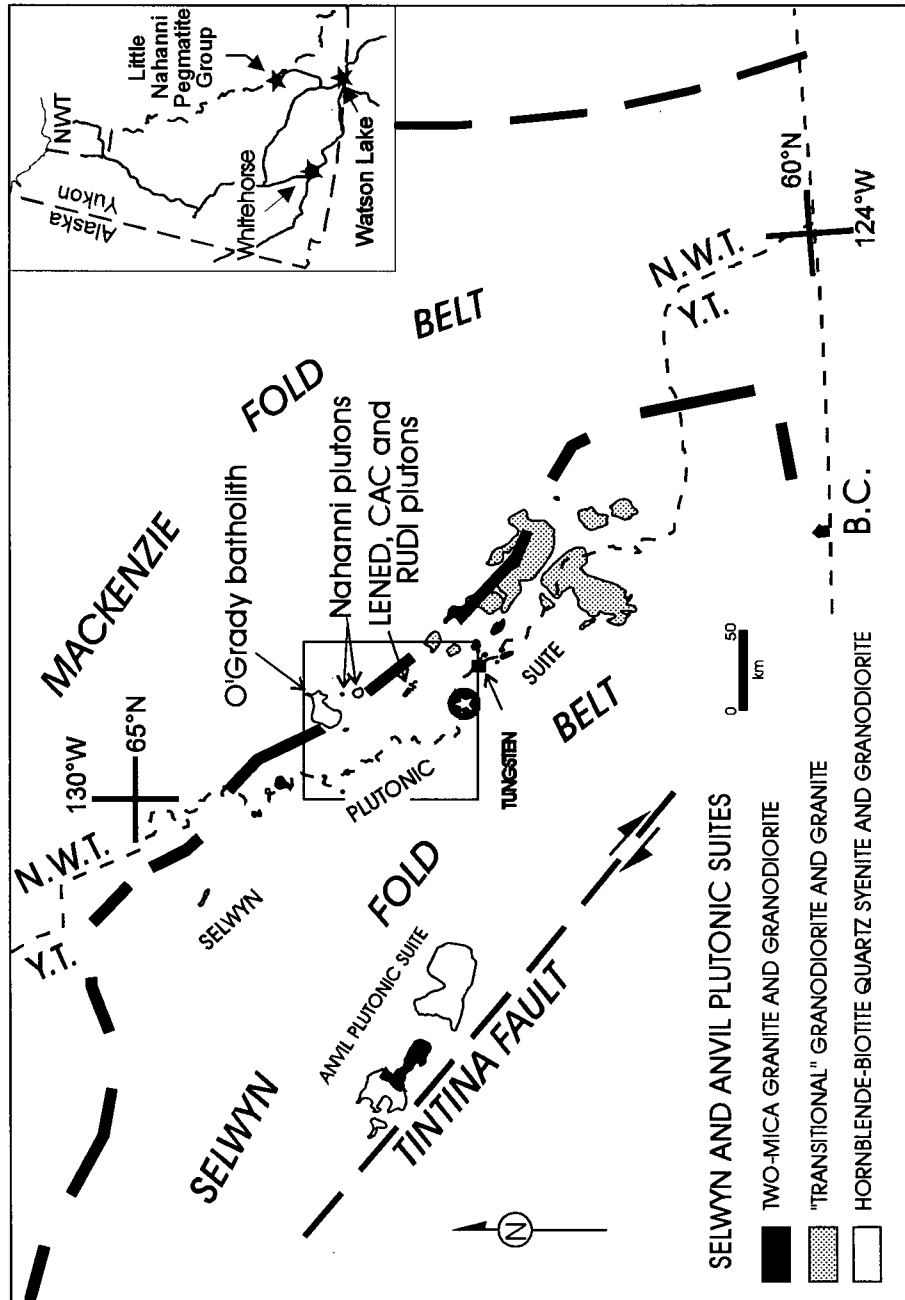 Alaska
Yukon
NWT
Little
Nahanni
Pegmatite
Group
Whitehorse
Watson Lake
MACKENZIE
FOLD
BELT
O'Grady batholith
Nahanni plutons
LENED, CAC and
RUDI plutons
130°W
65°N
N.W.T.
Y.T.
SELWYN
PLUTONIC
SUITE
TUNGSTEN
SELWYN
FOLD
BELT
ANVIL PLUTONIC SUITE
TINTINA FAULT
N.W.T.
Y.T.
60°N
124°W
B.C.
N
0
50
km
SELWYN AND ANVIL PLUTONIC SUITES
TWO-MICA GRANITE AND GRANODIORITE
"TRANSITIONAL" GRANODIORITE AND GRANITE
HORNBLENDE-BIOTITE QUARTZ SYENITE AND GRANODIORITE